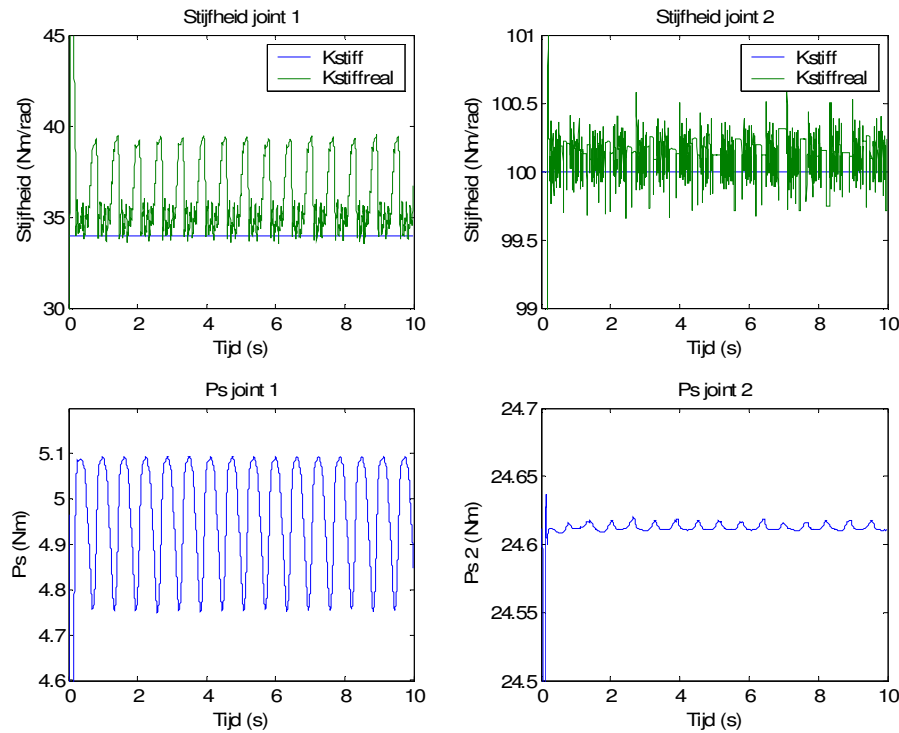 Stijfheid joint 1
45
40
35
30
Stijfheid (Nm/rad)
Kstiff
Kstiffreal
0 2 4 6 8 10
Tijd (s)
Stijfheid joint 2
101
100.5
100
99.5
99
Stijfheid (Nm/rad)
Kstiff
Kstiffreal
0 2 4 6 8 10
Tijd (s)
Ps joint 1
5.1
5
4.9
4.8
4.7
4.6
Ps (Nm)
0 2 4 6 8 10
Tijd (s)
Ps joint 2
24.7
24.65
24.6
24.55
24.5
Ps 2 (Nm)
0 2 4 6 8 10
Tijd (s)